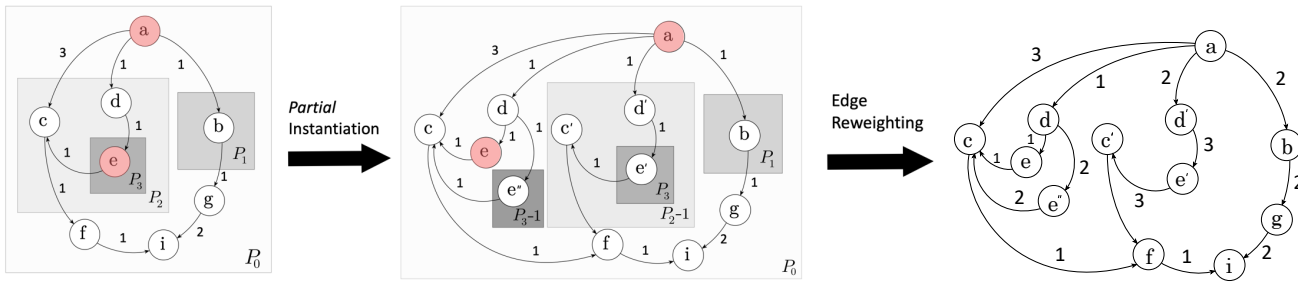 a
3
1
1
d
c
1
b
e
1
P3
P1
P2
1
1
g
f
1
i
2
P0
Partial
Instantiation
a
3
1
1
1
d
d'
c
c'
1
1
1
b
e
1
e'
P1
1
e"
P3
P3-1
P2-1
1
g
1
f
1
i
2
P0
Edge
Reweighting
a
3
1
2
2
d
d'
c
c'
1
3
b
1
e
2
e'
2
e"
3
2
g
1
f
1
i
2